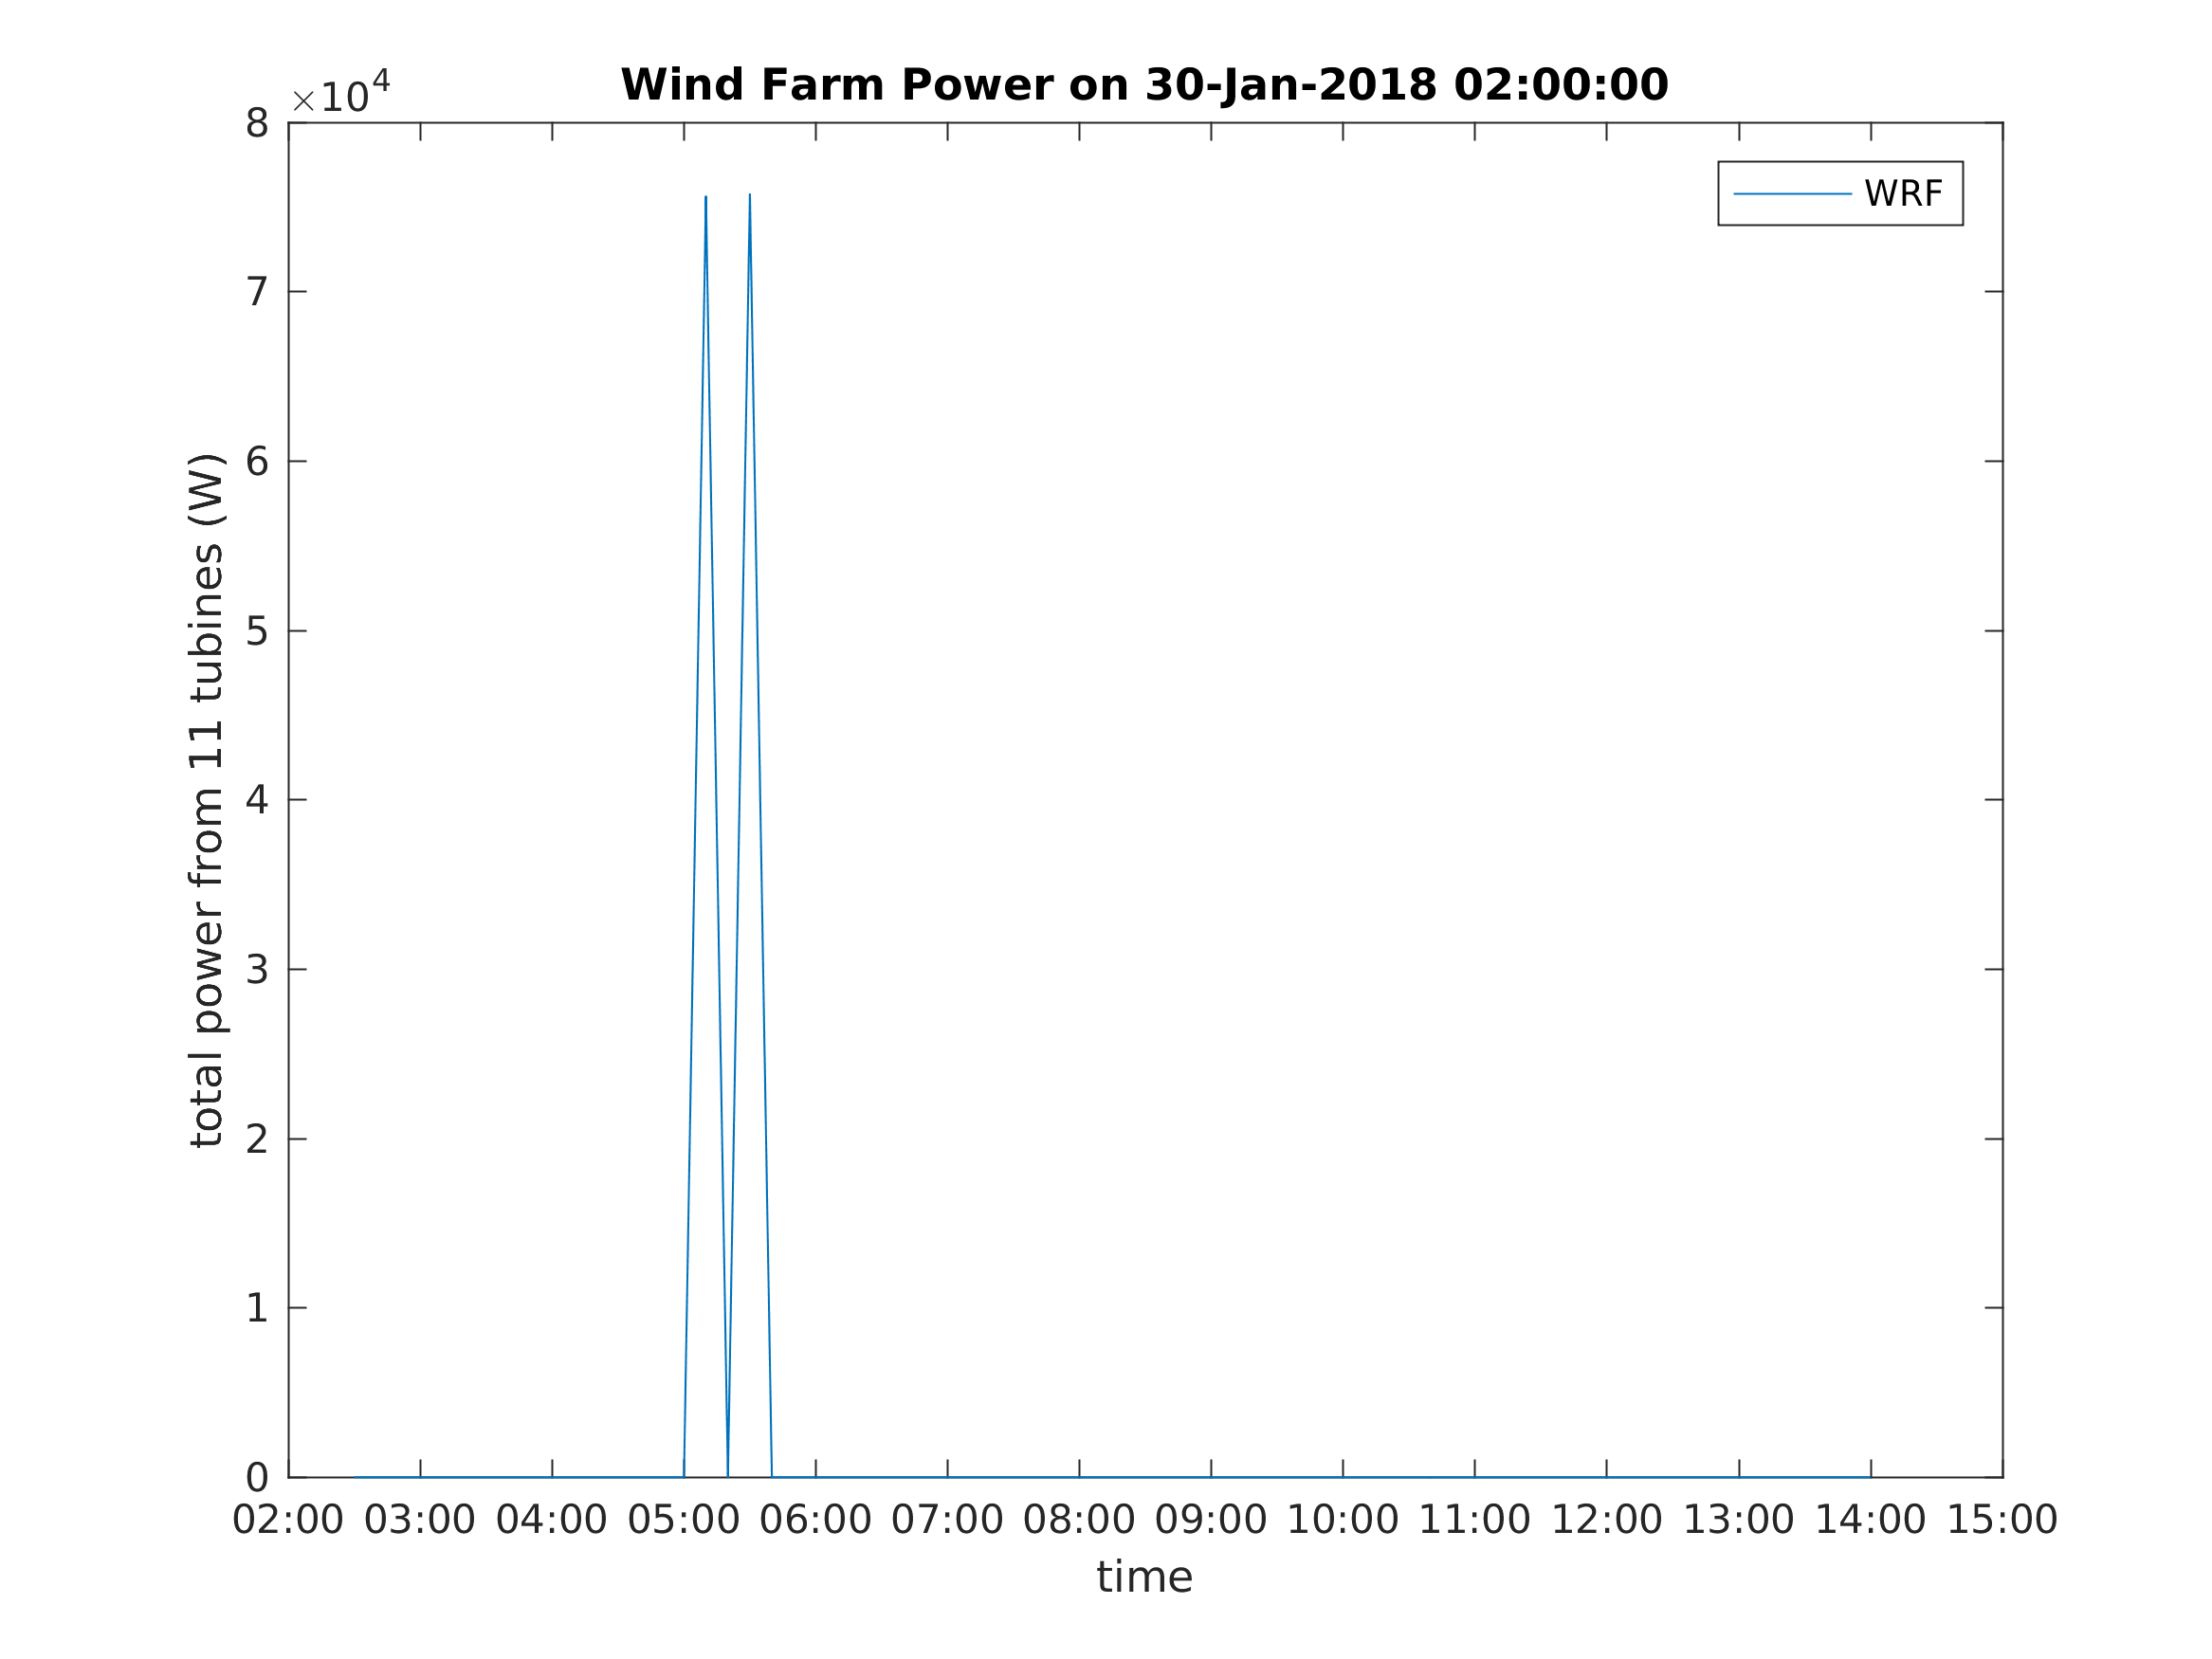 Wind Farm Power on 30-Jan-2018 02:00:00
×10⁴
8
7
6
5
4
3
2
1
0
total power from 11 tubines (W)
WRF
02:00 03:00 04:00 05:00 06:00 07:00 08:00 09:00 10:00 11:00 12:00 13:00 14:00 15:00
time